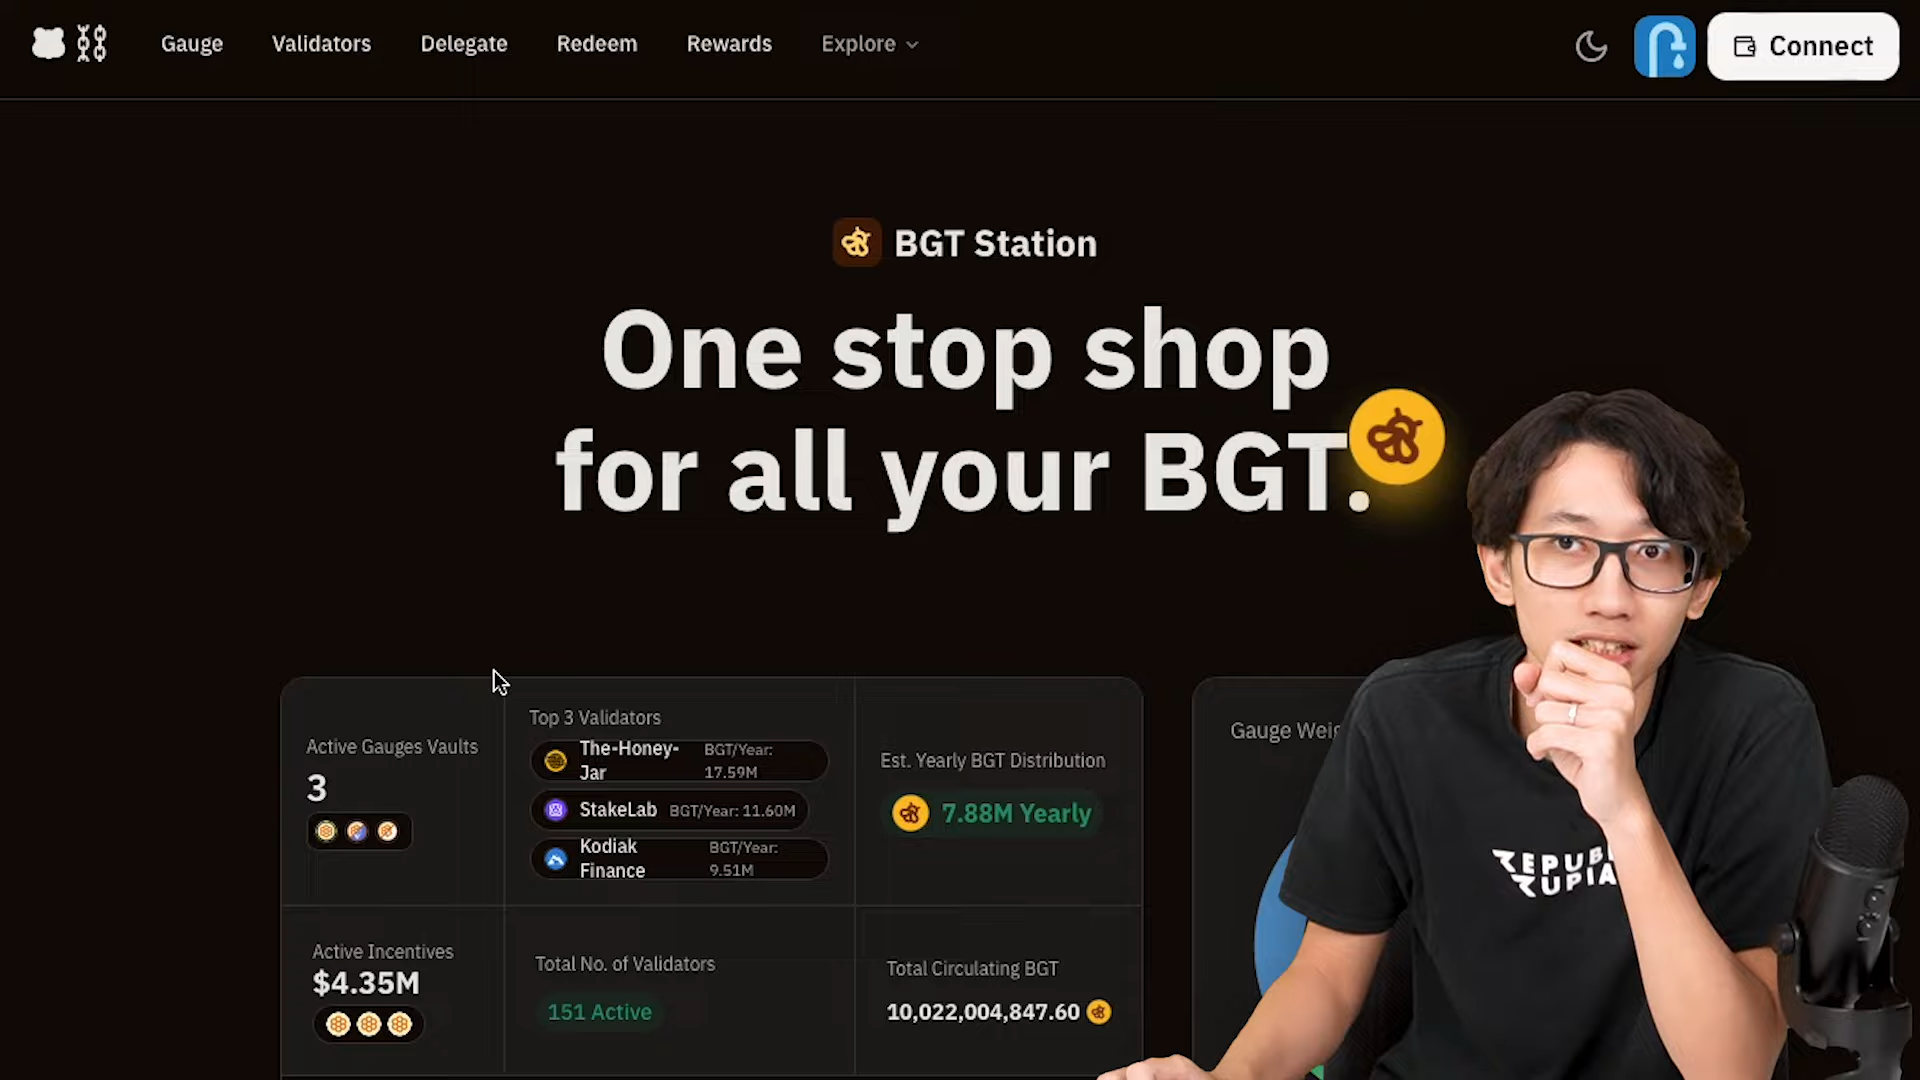 Gauge
Validators
Delegate
Redeem
Rewards
Explore
Connect
BGT Station
One stop shop
for all your BGT.
Active Gauges Vaults
3
Top 3 Validators
The-Honey-
Jar
BGT/Year:
17.59M
StakeLab
BGT/Year: 11.60M
Kodiak
Finance
BGT/Year:
9.51M
Est. Yearly BGT Distribution
7.88M Yearly
Gauge
Active Incentives
$4.35M
Total No. of Validators
151 Active
Total Circulating BGT
10,022,004,847.60